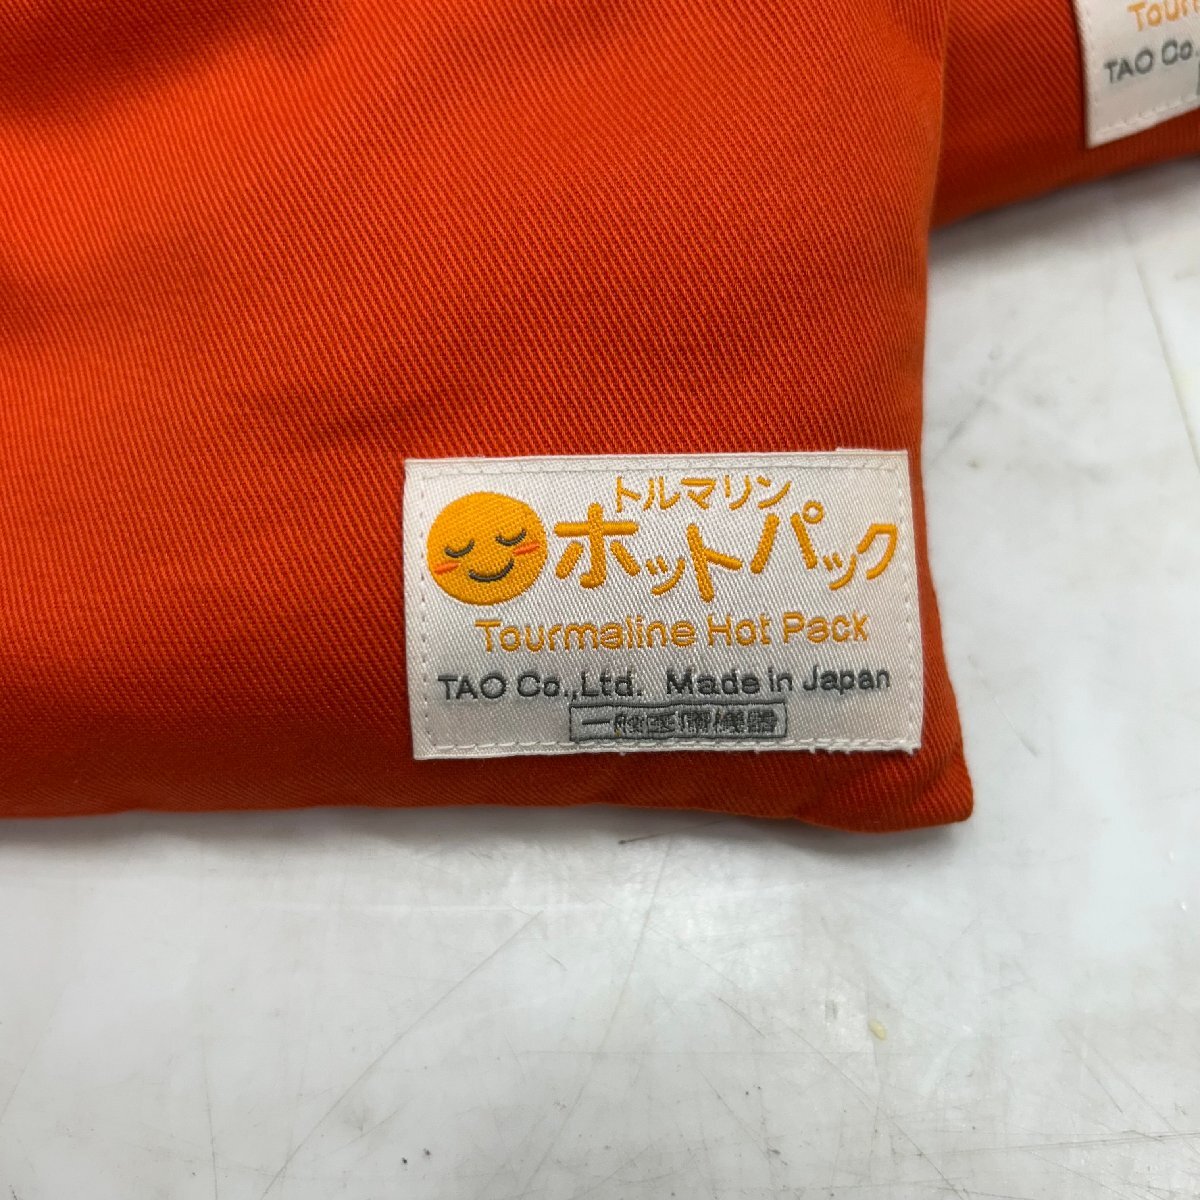 トルマリン
ホットパック
Tourmaline Hot Pack
TAO Co.,Ltd. Made in Japan
一般医療機器
TAO Co.,